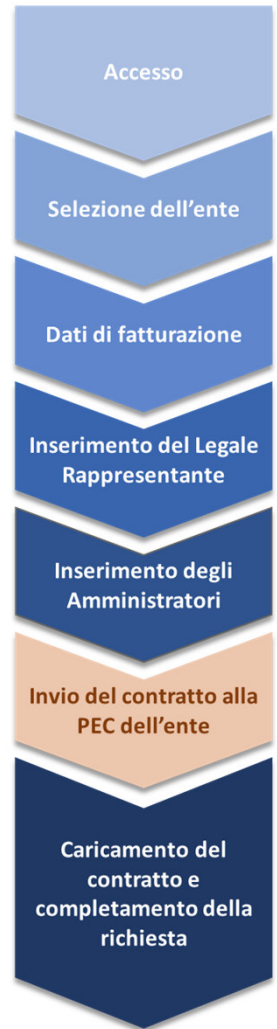 Accesso
Selezione dell'ente
Dati di fatturazione
Inserimento del Legale
Rappresentante
Inserimento degli
Amministratori
Invio del contratto alla
PEC dell'ente
Caricamento del
contratto e
completamento della
richiesta